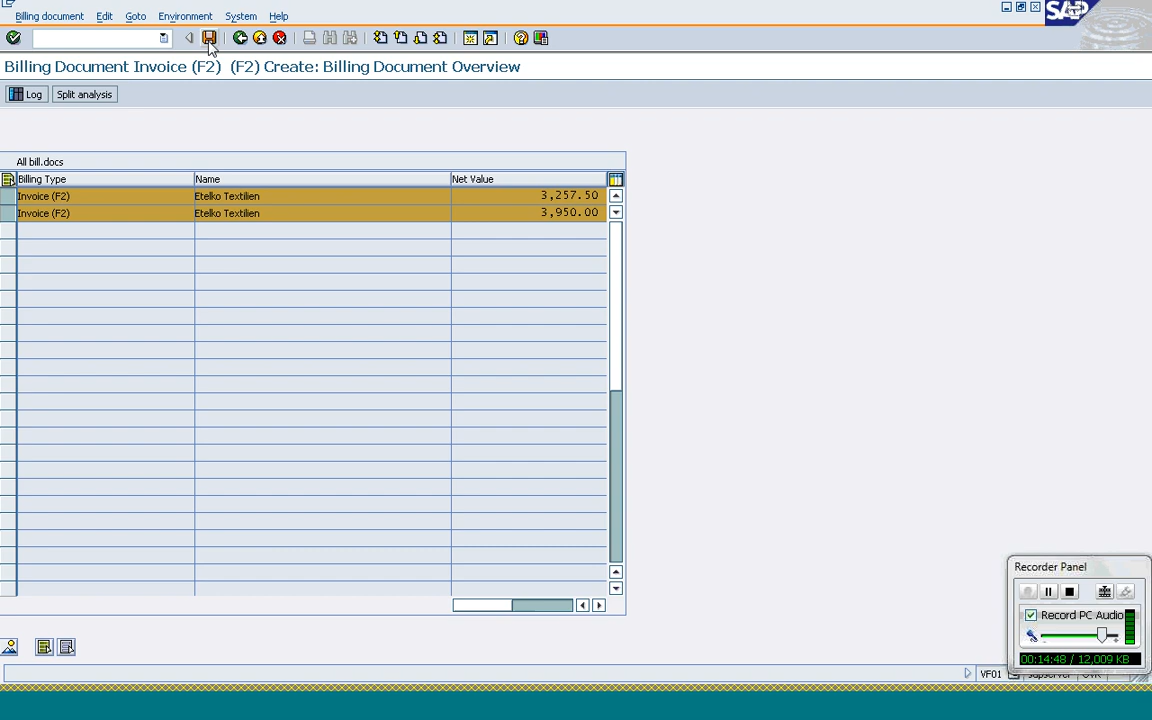 Billing document Edit Goto Environment System Help
SAP
Billing Document Invoice (F2) (F2) Create: Billing Document Overview
Log Split analysis
All bill.docs
Billing Type Name Net Value
Invoice (F2) Etelko Textilien 3,257.50
Invoice (F2) Etelko Textilien 3,950.00
Recorder Panel
Record PC Audio
00:14:48 / 12,009 KB
VF01 sapserver OVR